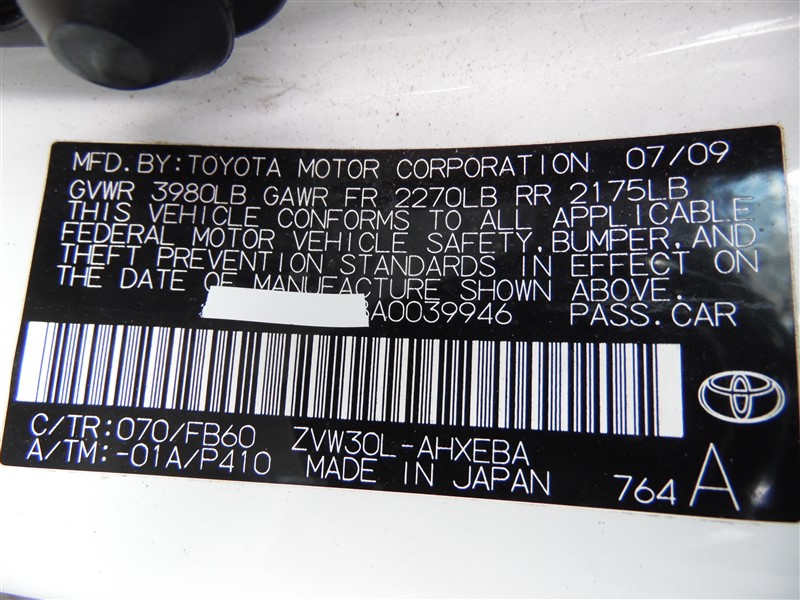 MFD.BY:TOYOTA MOTOR CORPORATION 07/09
GVWR 3980LB GAWR FR 2270LB RR 2175LB
THIS VEHICLE CONFORMS TO ALL APPLICABLE
FEDERAL MOTOR VEHICLE SAFETY,BUMPER,AND
THEFT PREVENTION STANDARDS IN EFFECT ON
THE DATE OF MANUFACTURE SHOWN ABOVE.
A0039946 PASS.CAR
C/TR:070/FB60 ZVW30L-AHXEBA
A/TM:-01A/P410 MADE IN JAPAN
764 A